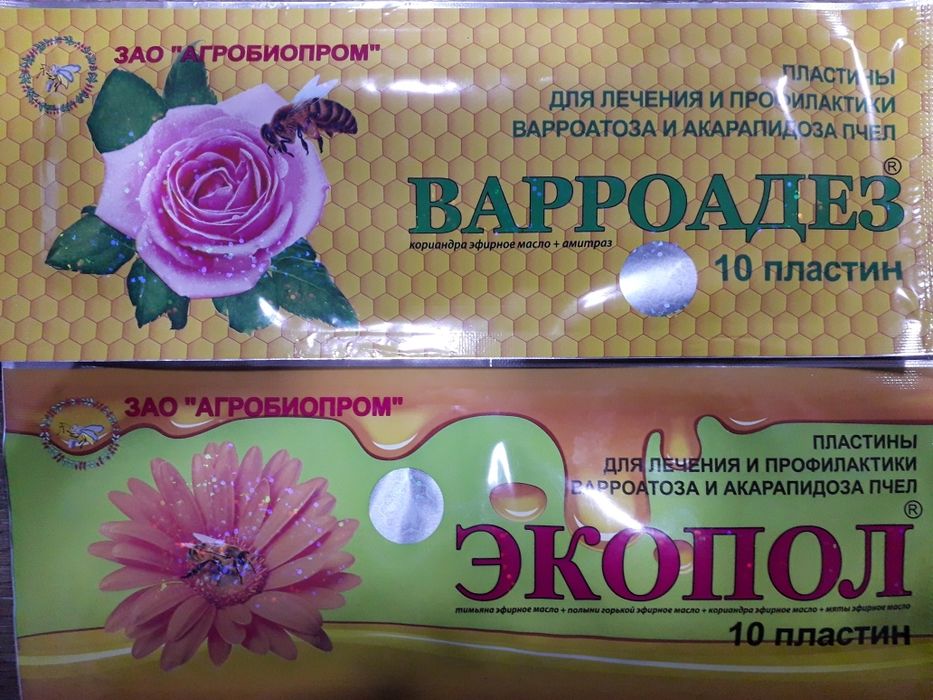 ЗАО "АГРОБИОПРОМ"
ПЛАСТИНЫ
ДЛЯ ЛЕЧЕНИЯ И ПРОФИЛАКТИКИ
ВАРРОАТОЗА И АКАРАПИДОЗА ПЧЕЛ
ВАРРОАДЕЗ®
кориандра эфирное масло + амитраз
10 пластин
ЗАО "АГРОБИОПРОМ"
ПЛАСТИНЫ
ДЛЯ ЛЕЧЕНИЯ И ПРОФИЛАКТИКИ
ВАРРОАТОЗА И АКАРАПИДОЗА ПЧЕЛ
ЭКОПОЛ®
тимьяна эфирное масло + полыни горькой эфирное масло + кориандра эфирное масло + мяты эфирное масло
10 пластин